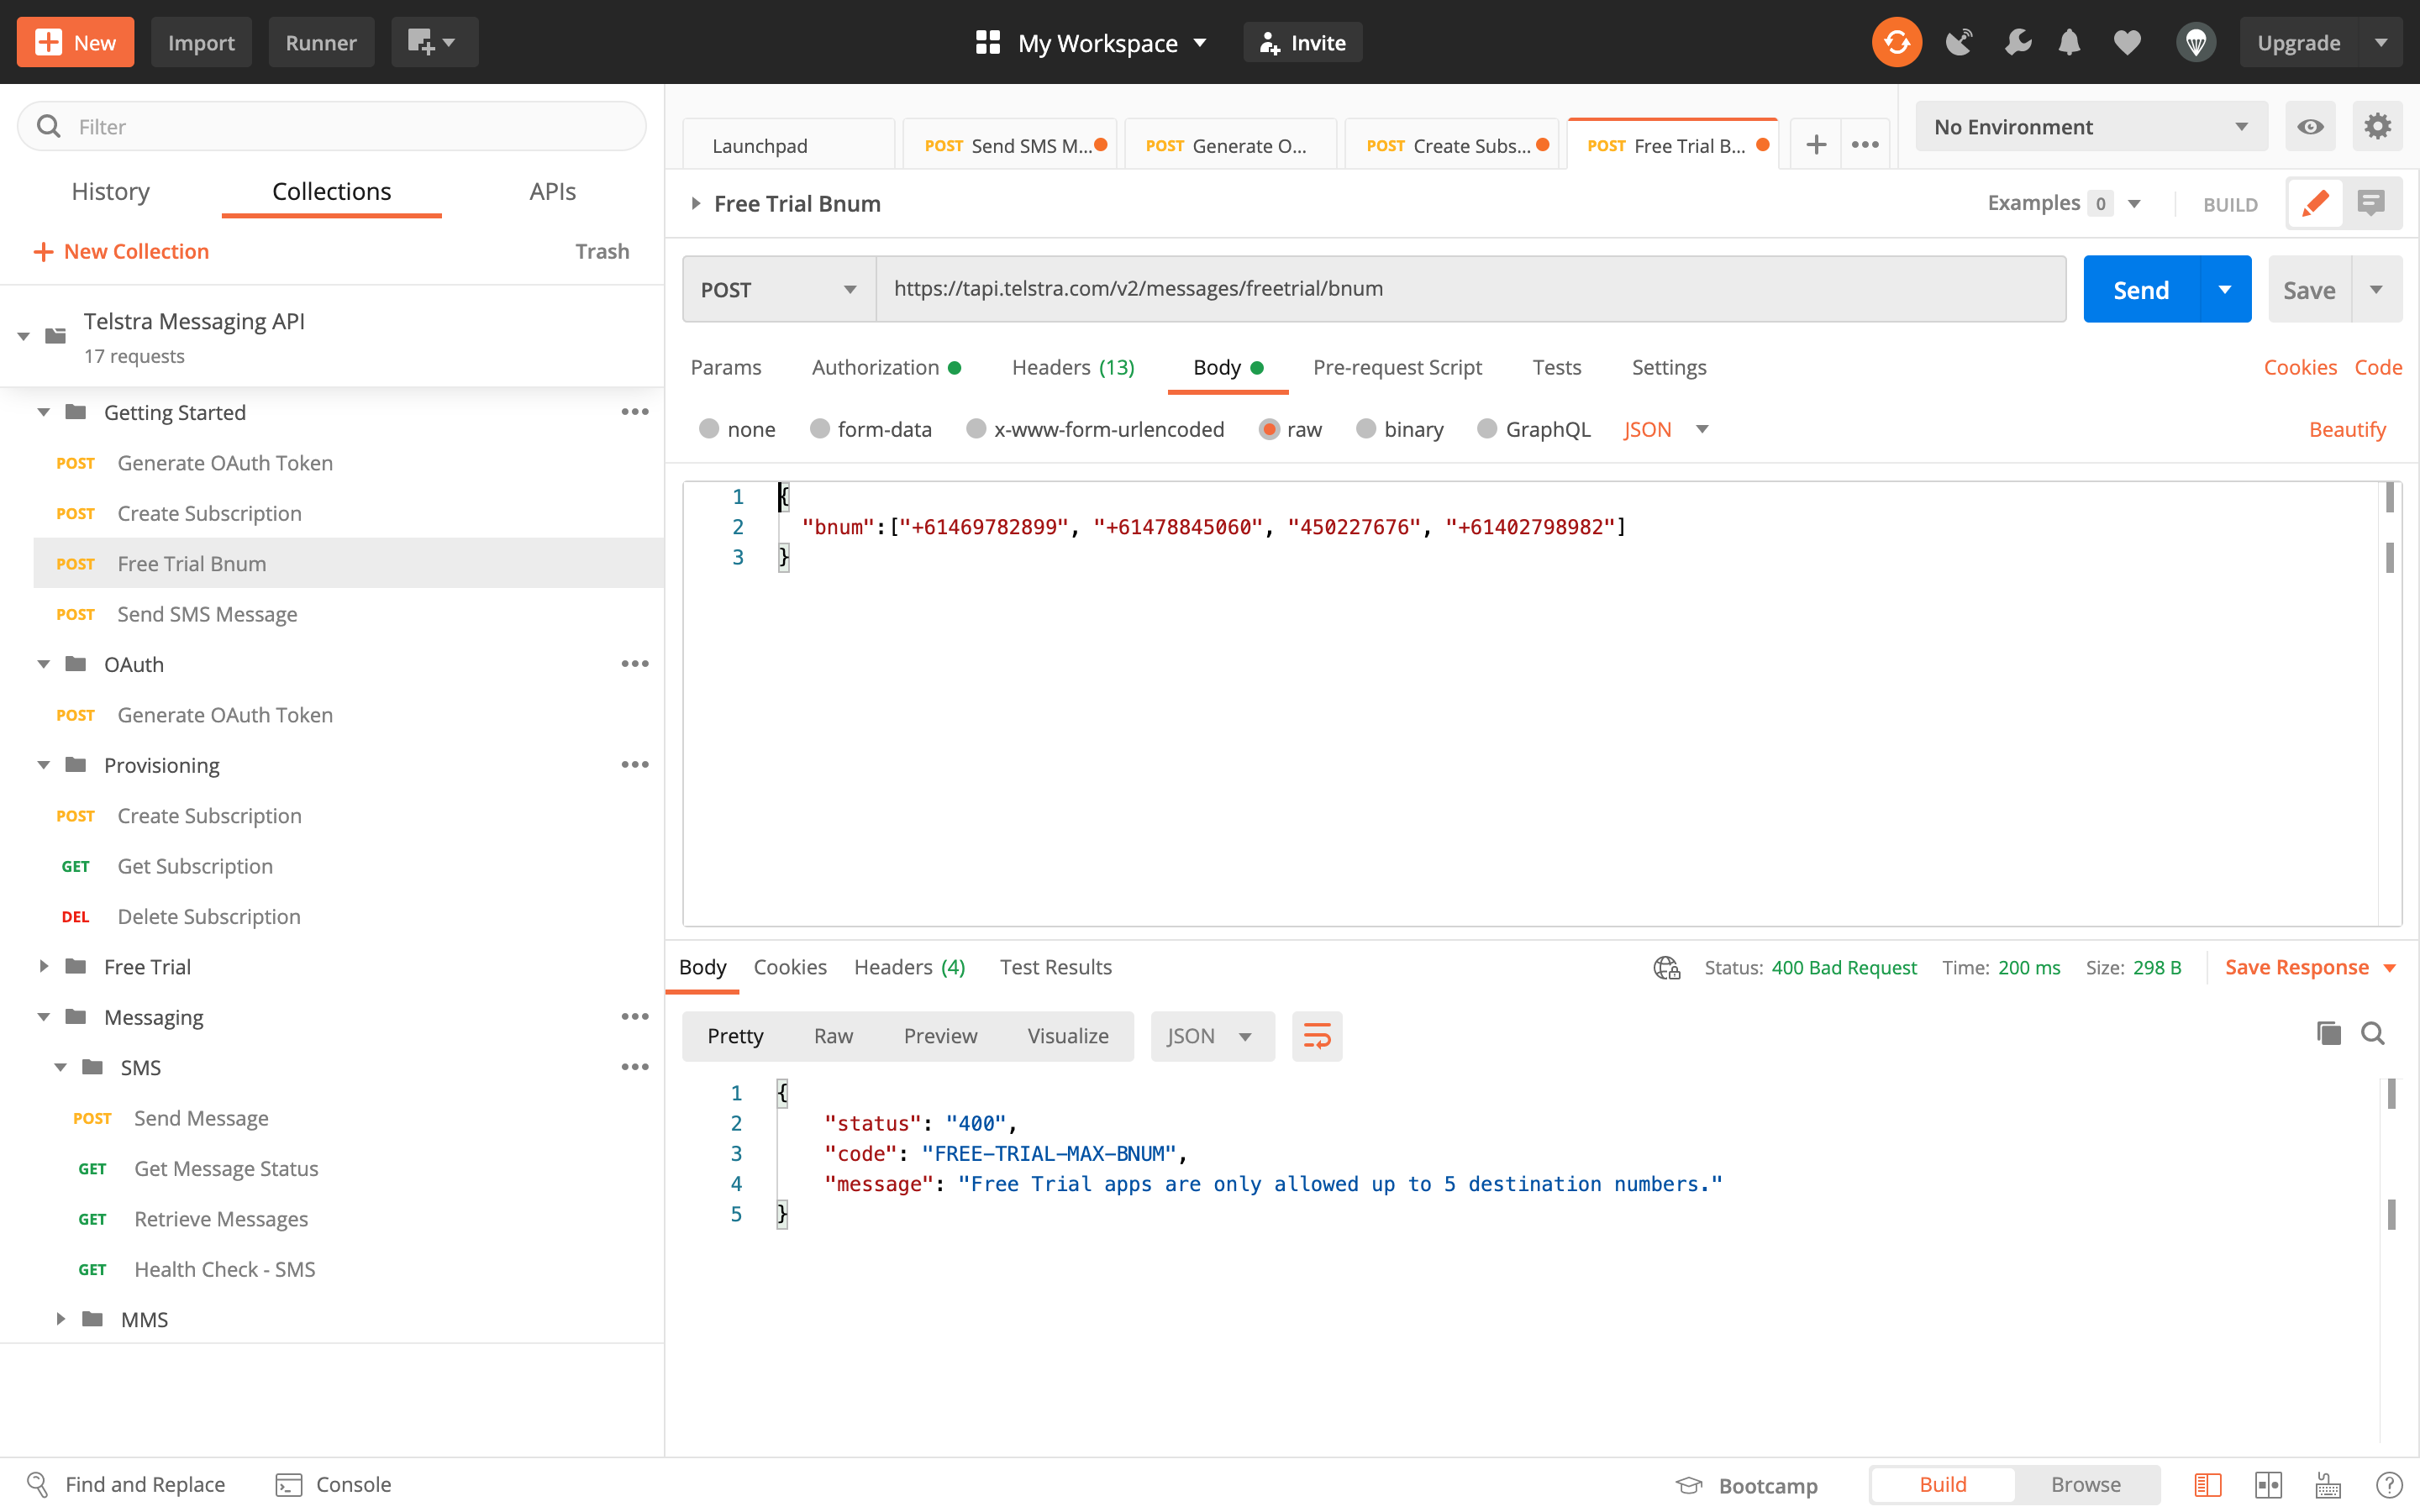 New Import Runner My Workspace Invite Upgrade
Filter
History Collections APIs
+ New Collection Trash
Telstra Messaging API
17 requests
Getting Started
POST Generate OAuth Token
POST Create Subscription
POST Free Trial Bnum
POST Send SMS Message
OAuth
POST Generate OAuth Token
Provisioning
POST Create Subscription
GET Get Subscription
DEL Delete Subscription
Free Trial
Messaging
SMS
POST Send Message
GET Get Message Status
GET Retrieve Messages
GET Health Check - SMS
MMS
Launchpad POST Send SMS M... POST Generate O... POST Create Subs... POST Free Trial B... + ••• No Environment
Free Trial Bnum Examples 0 BUILD
POST https://tapi.telstra.com/v2/messages/freetrial/bnum Send Save
Params Authorization Headers (13) Body Pre-request Script Tests Settings Cookies Code
none form-data x-www-form-urlencoded raw binary GraphQL JSON Beautify
1 {
2 "bnum":["+61469782899", "+61478845060", "450227676", "+61402798982"]
3 }
Body Cookies Headers (4) Test Results Status: 400 Bad Request Time: 200 ms Size: 298 B Save Response
Pretty Raw Preview Visualize JSON
1 {
2 "status": "400",
3 "code": "FREE-TRIAL-MAX-BNUM",
4 "message": "Free Trial apps are only allowed up to 5 destination numbers."
5 }
Find and Replace Console Bootcamp Build Browse